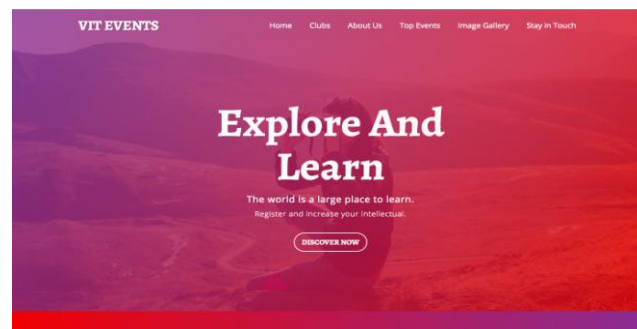 VIT EVENTS
Home Clubs About Us Top Events Image Gallery Stay In Touch
Explore And
Learn
The world is a large place to learn.
Register and increase your intellectual.
DISCOVER NOW